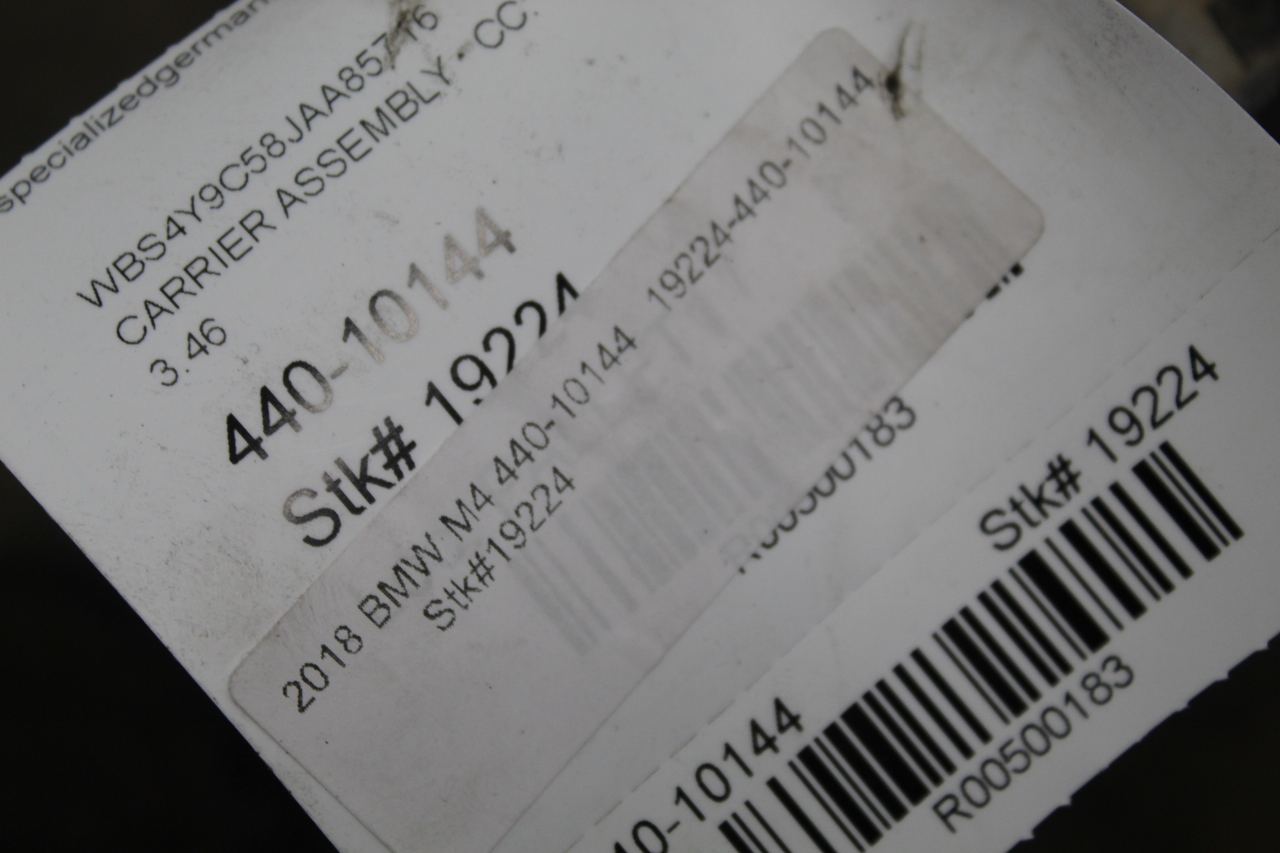 specializedgerman
WBS4Y9C58JAA85716
CARRIER ASSEMBLY - CC:
3.46
440-10144
Stk# 19224
2018 BMW M4 440-10144 19224-440-10144
Stk#19224
R00500183
Stk# 19224
40-10144
R00500183